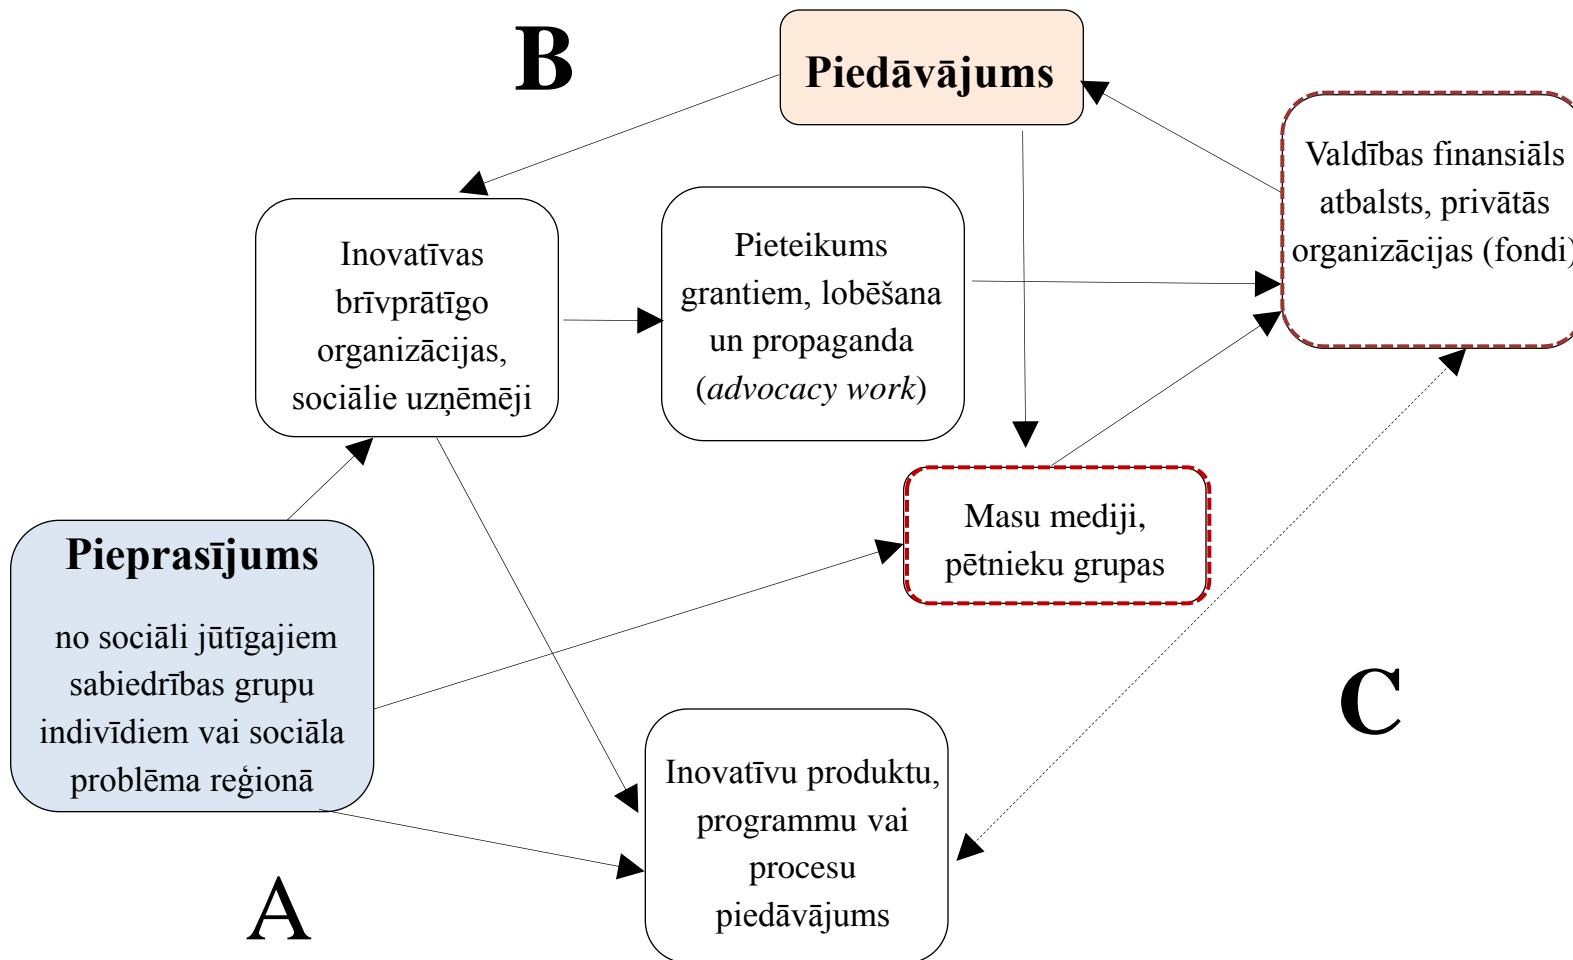 B
Piedāvājums
Valdības finansiāls
atbalsts, privātās
organizācijas (fondi)
Inovatīvas
brīvprātīgo
organizācijas,
sociālie uzņēmēji
Pieteikums
grantiem, lobēšana
un propaganda
(advocacy work)
Masu mediji,
pētnieku grupas
Pieprasījums
no sociāli jūtīgajiem
sabiedrības grupu
indivīdiem vai sociāla
problēma reģionā
C
Inovatīvu produktu,
programmu vai
procesu
piedāvājums
A